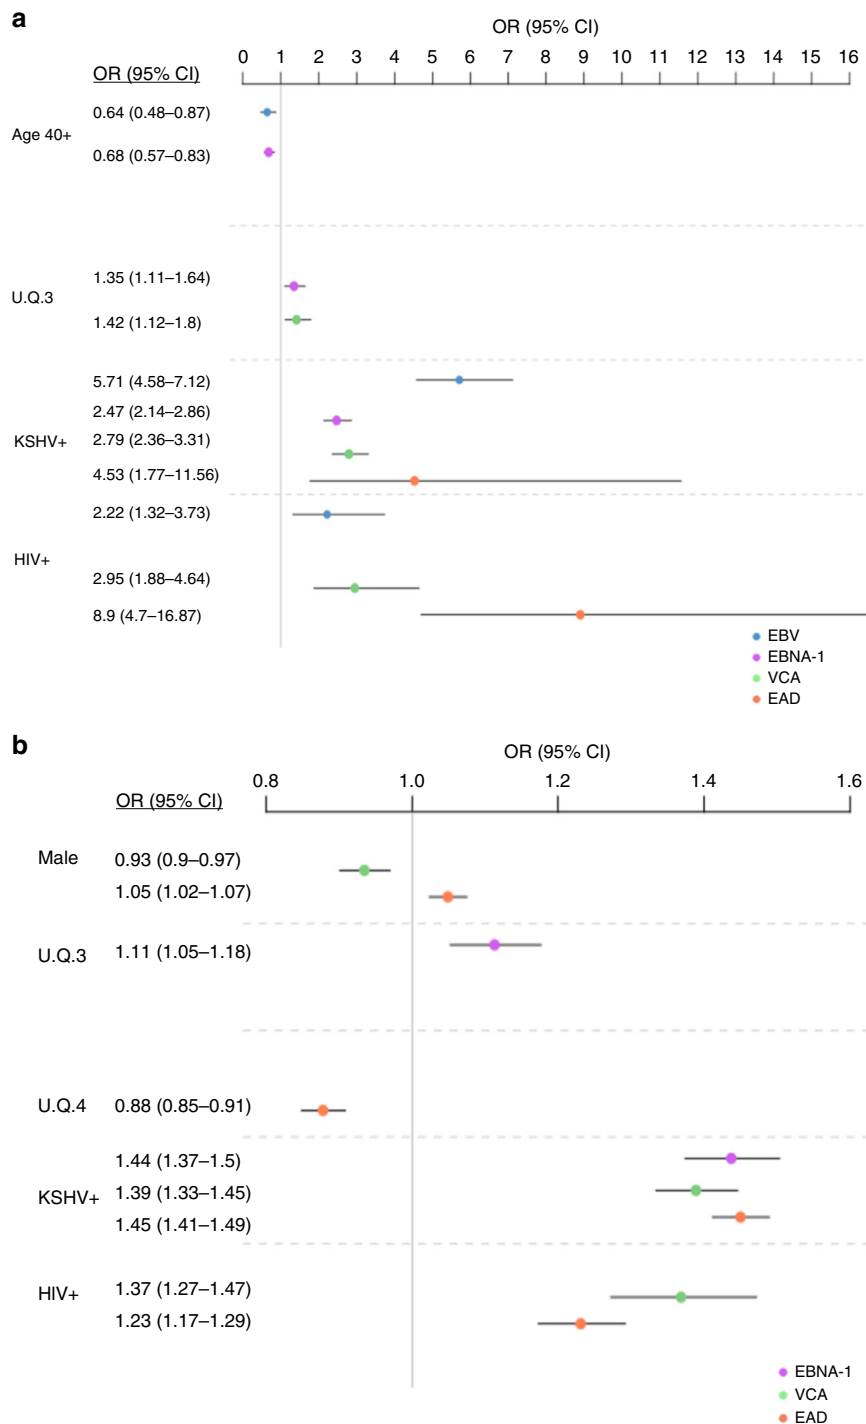 a
OR (95% CI)
0 1 2 3 4 5 6 7 8 9 10 11 12 13 14 15 16
OR (95% CI)
0.64 (0.48–0.87)
Age 40+
0.68 (0.57–0.83)
1.35 (1.11–1.64)
U.Q.3
1.42 (1.12–1.8)
5.71 (4.58–7.12)
2.47 (2.14–2.86)
KSHV+
2.79 (2.36–3.31)
4.53 (1.77–11.56)
2.22 (1.32–3.73)
HIV+
2.95 (1.88–4.64)
8.9 (4.7–16.87)
EBV
EBNA-1
VCA
EAD
b
OR (95% CI)
0.8 1.0 1.2 1.4 1.6
OR (95% CI)
Male 0.93 (0.9–0.97)
1.05 (1.02–1.07)
U.Q.3 1.11 (1.05–1.18)
U.Q.4 0.88 (0.85–0.91)
1.44 (1.37–1.5)
KSHV+ 1.39 (1.33–1.45)
1.45 (1.41–1.49)
HIV+ 1.37 (1.27–1.47)
1.23 (1.17–1.29)
EBNA-1
VCA
EAD